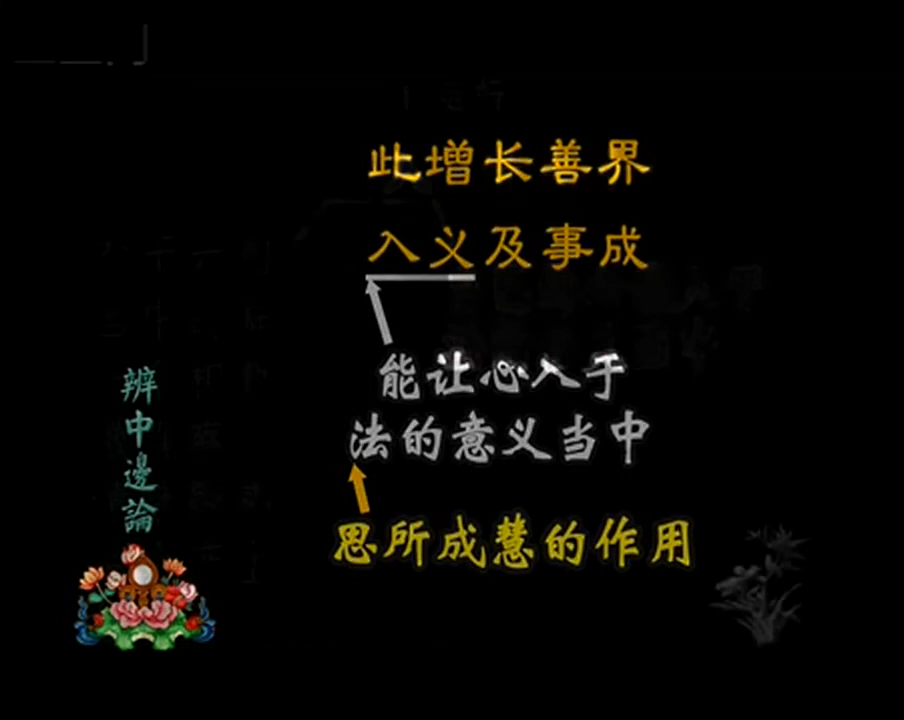 此增长善界
入义及事成
能让心入于
法的意义当中
思所成慧的作用
辨中邊論